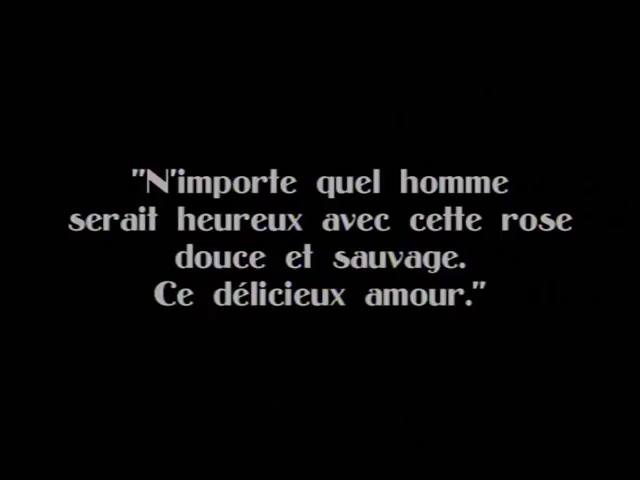 "N'importe quel homme
serait heureux avec cette rose
douce et sauvage.
Ce délicieux amour."